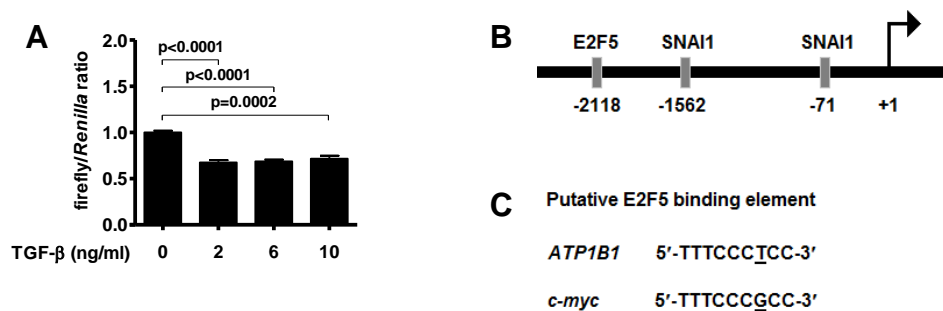 A
p<0.0001
p<0.0001
p=0.0002
firefly/Renilla ratio
2.0
1.5
1.0
0.5
0.0
TGF-β (ng/ml) 0 2 6 10
B
E2F5 SNAI1 SNAI1
-2118 -1562 -71 +1
C Putative E2F5 binding element
ATP1B1 5′-TTTCCCTCC-3′
c-myc 5′-TTTCCCGCC-3′